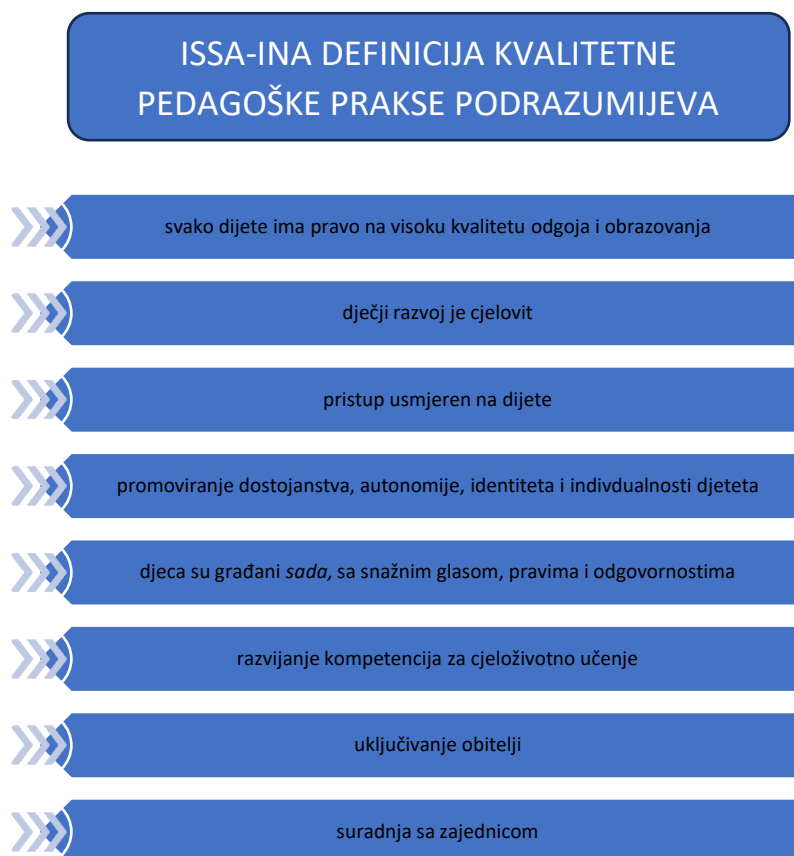 ISSA-INA DEFINICIJA KVALITETNE
PEDAGOŠKE PRAKSE PODRAZUMIJEVA
svako dijete ima pravo na visoku kvalitetu odgoja i obrazovanja
dječji razvoj je cjelovit
pristup usmjeren na dijete
promoviranje dostojanstva, autonomije, identiteta i indivdualnosti djeteta
djeca su građani sada, sa snažnim glasom, pravima i odgovornostima
razvijanje kompetencija za cjeloživotno učenje
uključivanje obitelji
suradnja sa zajednicom